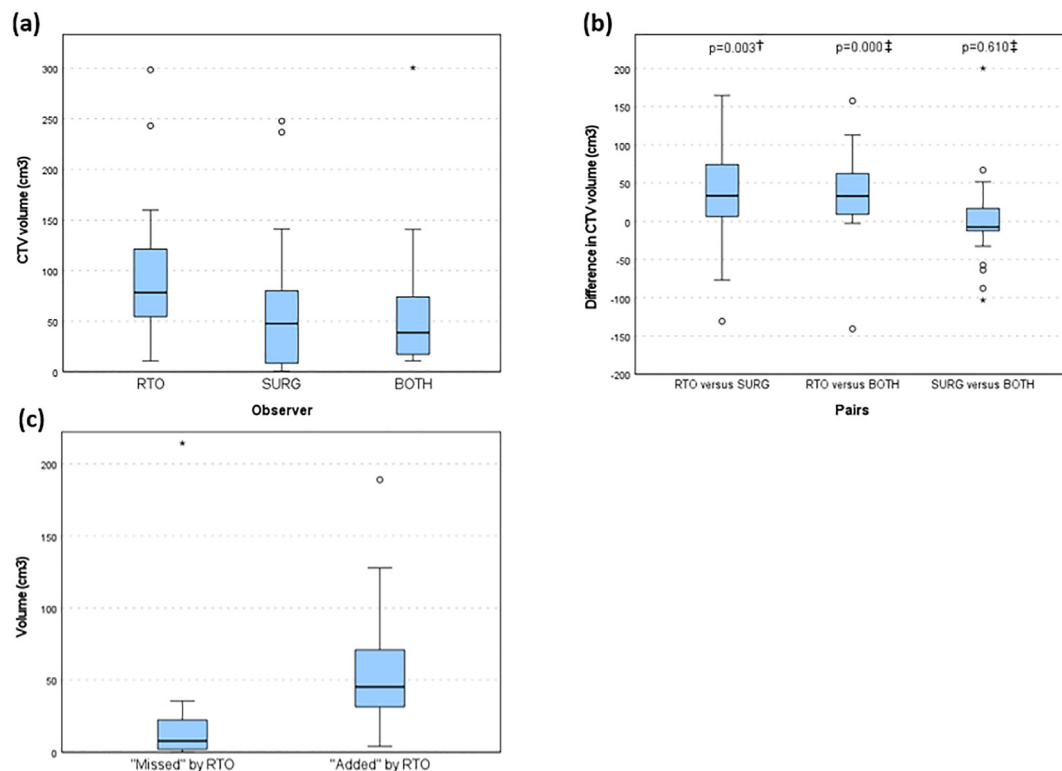 (a)
CTV volume (cm3)
300
250
200
150
100
50
0
RTO SURG BOTH
Observer
(b)
p=0.003† p=0.000‡ p=0.610‡
Difference in CTV volume (cm3)
200
150
100
50
0
-50
-100
-150
-200
RTO versus SURG RTO versus BOTH SURG versus BOTH
Pairs
(c)
Volume (cm3)
200
150
100
50
0
"Missed" by RTO "Added" by RTO